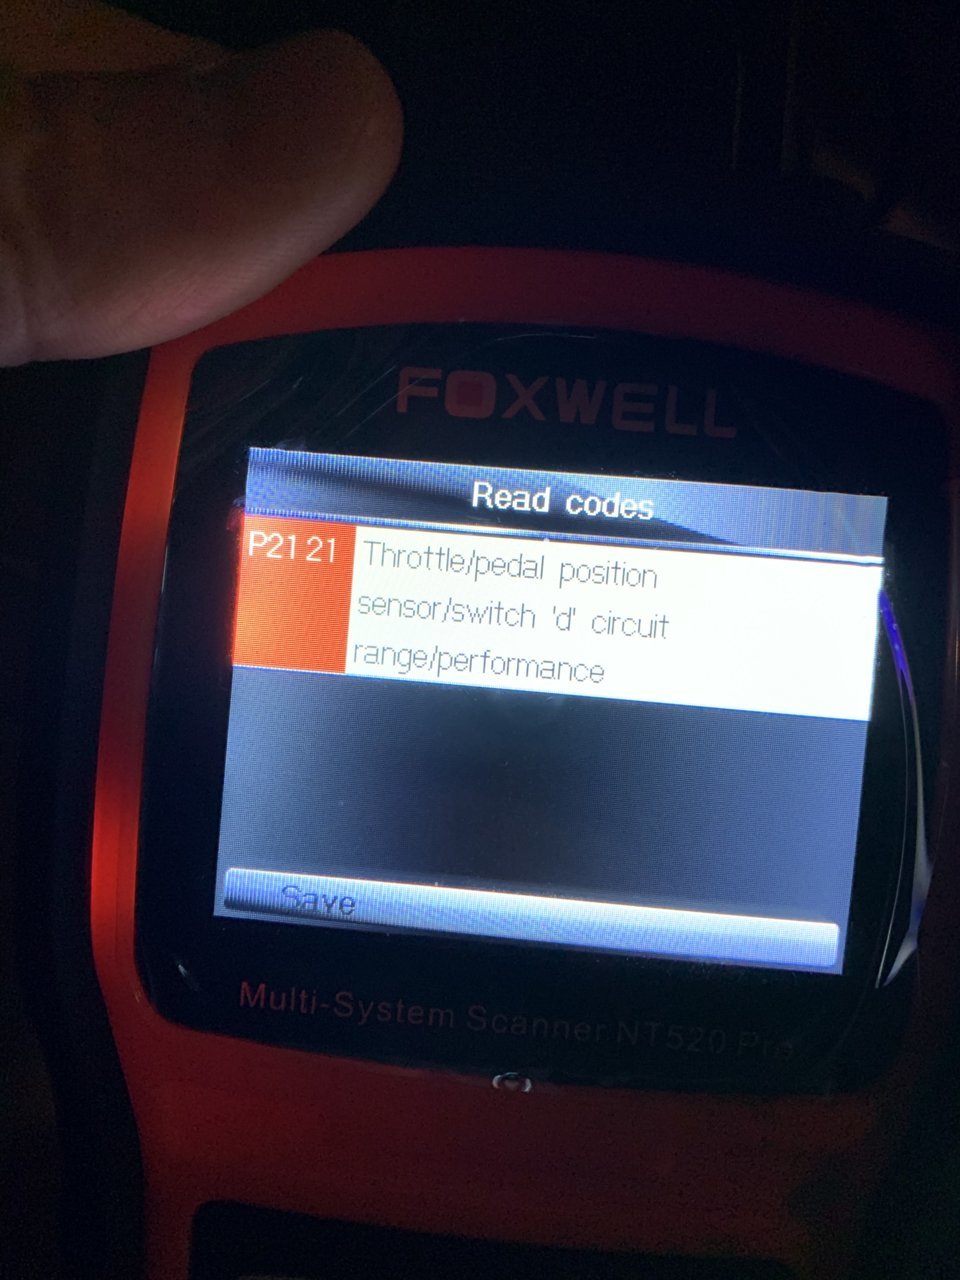 FOXWELL
Read codes
P2121 Throttle/pedal position
sensor/switch 'd' circuit
range/performance
Save
Multi-System Scanner NT520 Pro